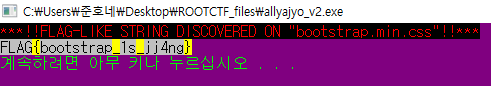 C:\Users\준호네\Desktop\ROOTCTF_files\allyajyo_v2.exe
***!!FLAG-LIKE STRING DISCOVERED ON "bootstrap.min.css"!!***
FLAG{bootstrap_1s_jj4ng}
계속하려면 아무 키나 누르십시오 . . .